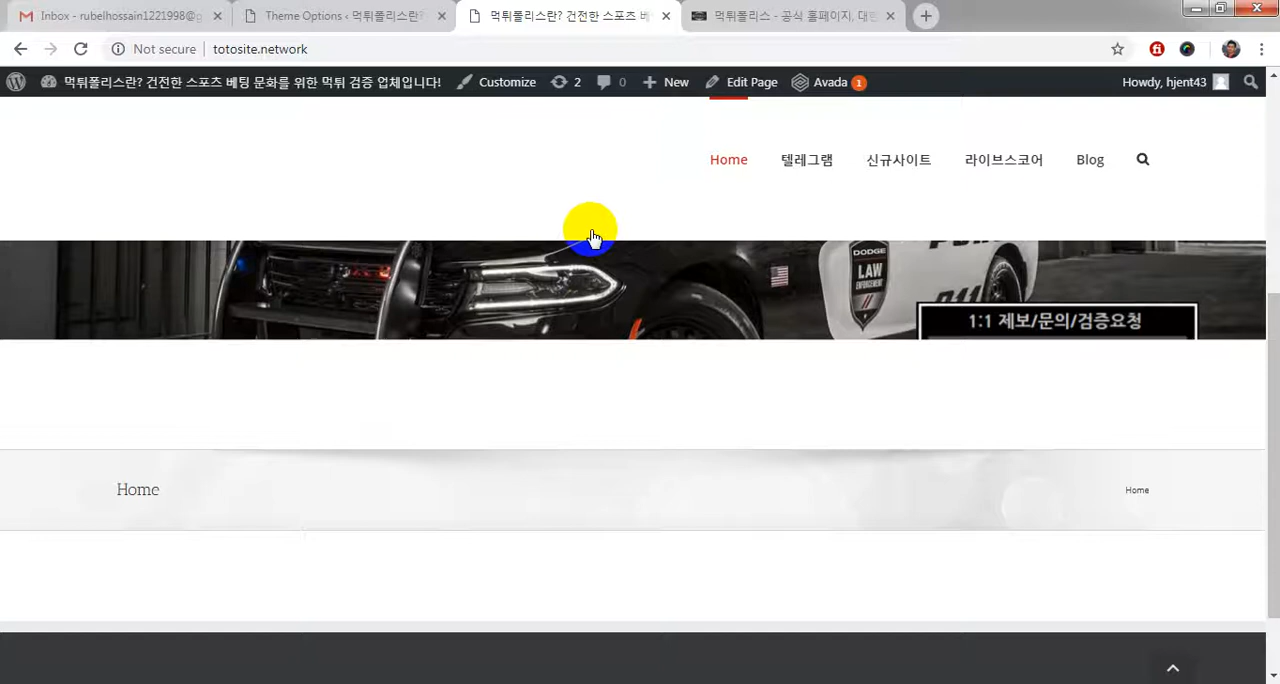 Inbox - rubelhossain1221998@g
Theme Options ‹ 먹튀폴리스란?
먹튀폴리스란? 건전한 스포츠 베
먹튀폴리스 - 공식 홈페이지, 대한
Not secure
totosite.network
먹튀폴리스란? 건전한 스포츠 베팅 문화를 위한 먹튀 검증 업체입니다!
Customize
2
0
New
Edit Page
Avada 1
Howdy, hjent43
Home
텔레그램
신규사이트
라이브스코어
Blog
DODGE
LAW
ENFORCEMENT
1:1 제보/문의/검증요청
Home
Home